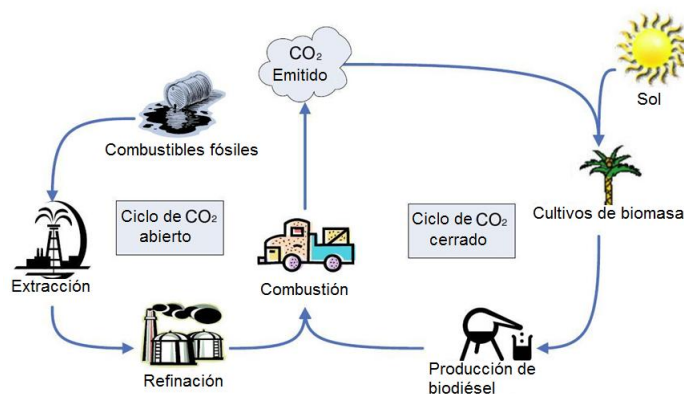 CO₂
Emitido
Sol
Combustibles fósiles
Ciclo de CO₂
abierto
Ciclo de CO₂
cerrado
Cultivos de biomasa
Extracción
Combustión
Refinación
Producción de
biodiésel